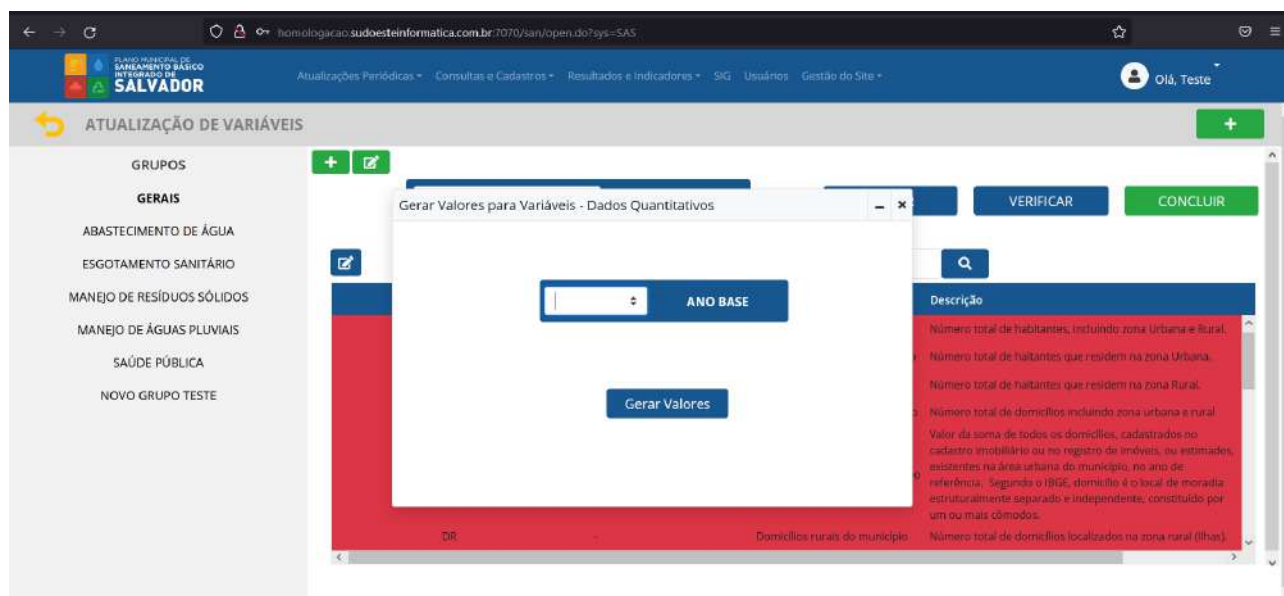 homologacao.sudoesteinformatica.com.br:7070/san/open.do?sys=SAS
PLANO MUNICIPAL DE
SANEAMENTO BÁSICO
INTEGRADO DE
SALVADOR
Atualizações Periódicas
Consultas e Cadastros
Resultados e Indicadores
SIG
Usuários
Gestão do Site
Olá, Teste
ATUALIZAÇÃO DE VARIÁVEIS
+
GRUPOS
GERAIS
ABASTECIMENTO DE ÁGUA
ESGOTAMENTO SANITÁRIO
MANEJO DE RESÍDUOS SÓLIDOS
MANEJO DE ÁGUAS PLUVIAIS
SAÚDE PÚBLICA
NOVO GRUPO TESTE
+
VERIFICAR
CONCLUIR
Gerar Valores para Variáveis - Dados Quantitativos
ANO BASE
Gerar Valores
Descrição
Número total de habitantes, incluindo zona Urbana e Rural.
Número total de haitantes que residem na zona Urbana.
Número total de haitantes que residem na zona Rural.
Número total de domicílios incluindo zona urbana e rural
Valor da soma de todos os domicílios, cadastrados no
cadastro imobiliário ou no registro de imóveis, ou estimados,
existentes na área urbana do município, no ano de
referência. Segundo o IBGE, domicílio é o local de moradia
estruturalmente separado e independente, constituído por
um ou mais cômodos.
DR - Domicílios rurais do município Número total de domicílios localizados na zona rural (Ilhas).